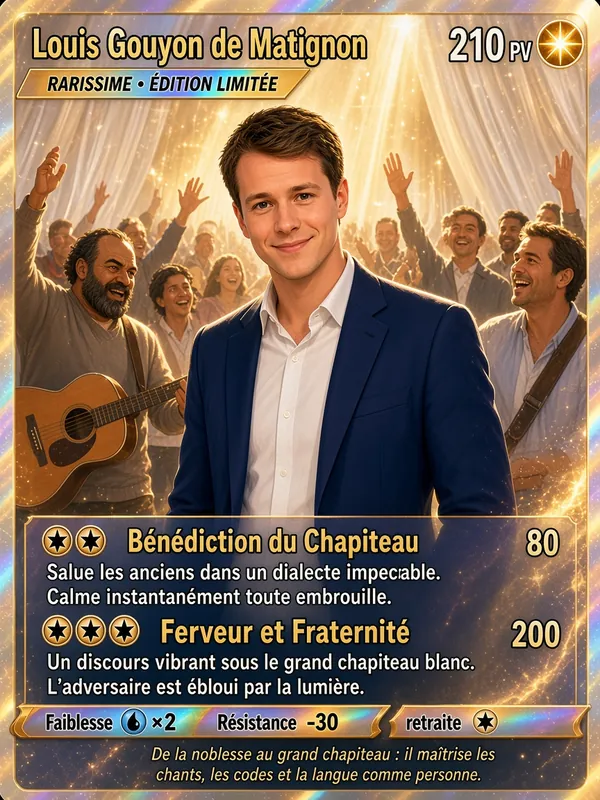 Louis Gouyon de Matignon
210 PV
RARISSIME • ÉDITION LIMITÉE
Bénédiction du Chapiteau 80
Salue les anciens dans un dialecte impeccable.
Calme instantanément toute embrouille.
Ferveur et Fraternité 200
Un discours vibrant sous le grand chapiteau blanc.
L'adversaire est ébloui par la lumière.
Faiblesse ×2 Résistance -30 retraite
De la noblesse au grand chapiteau : il maîtrise les
chants, les codes et la langue comme personne.